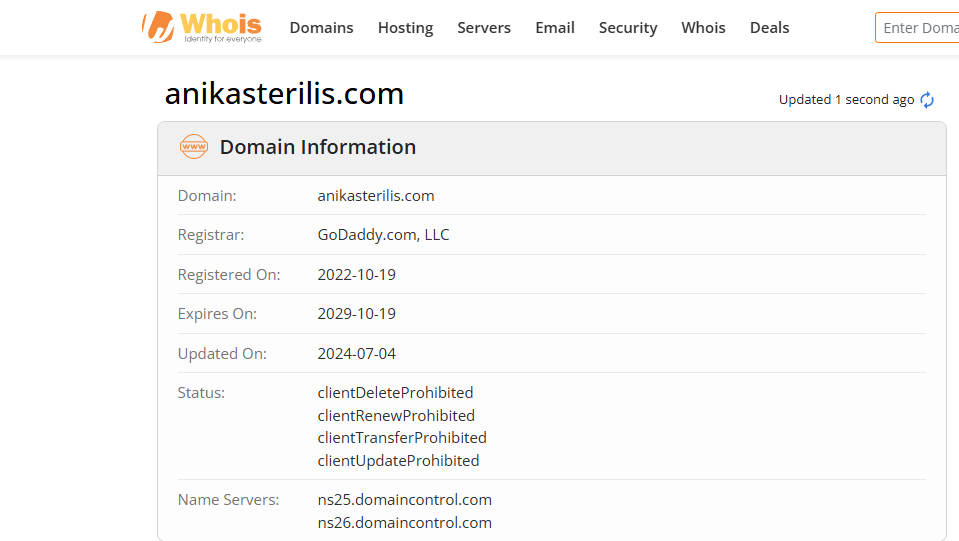 Whois
Identity for everyone
Domains Hosting Servers Email Security Whois Deals Enter Doma
anikasterilis.com
Updated 1 second ago
www Domain Information
Domain: anikasterilis.com
Registrar: GoDaddy.com, LLC
Registered On: 2022-10-19
Expires On: 2029-10-19
Updated On: 2024-07-04
Status: clientDeleteProhibited
clientRenewProhibited
clientTransferProhibited
clientUpdateProhibited
Name Servers: ns25.domaincontrol.com
ns26.domaincontrol.com